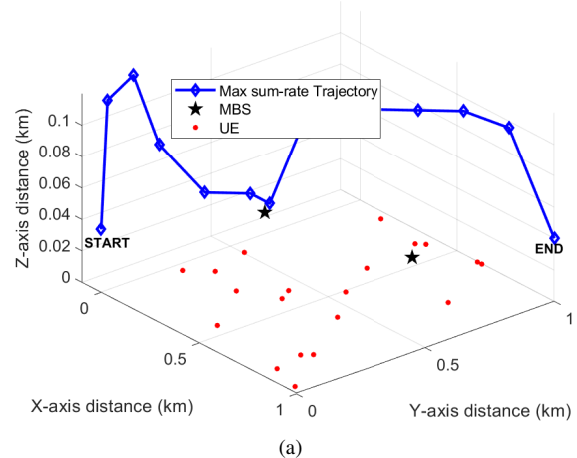 Max sum-rate Trajectory
MBS
UE
0.1
0.08
0.06
0.04
0.02
0
Z-axis distance (km)
START
END
0
0.5
1
X-axis distance (km)
0
0.5
1
Y-axis distance (km)
(a)